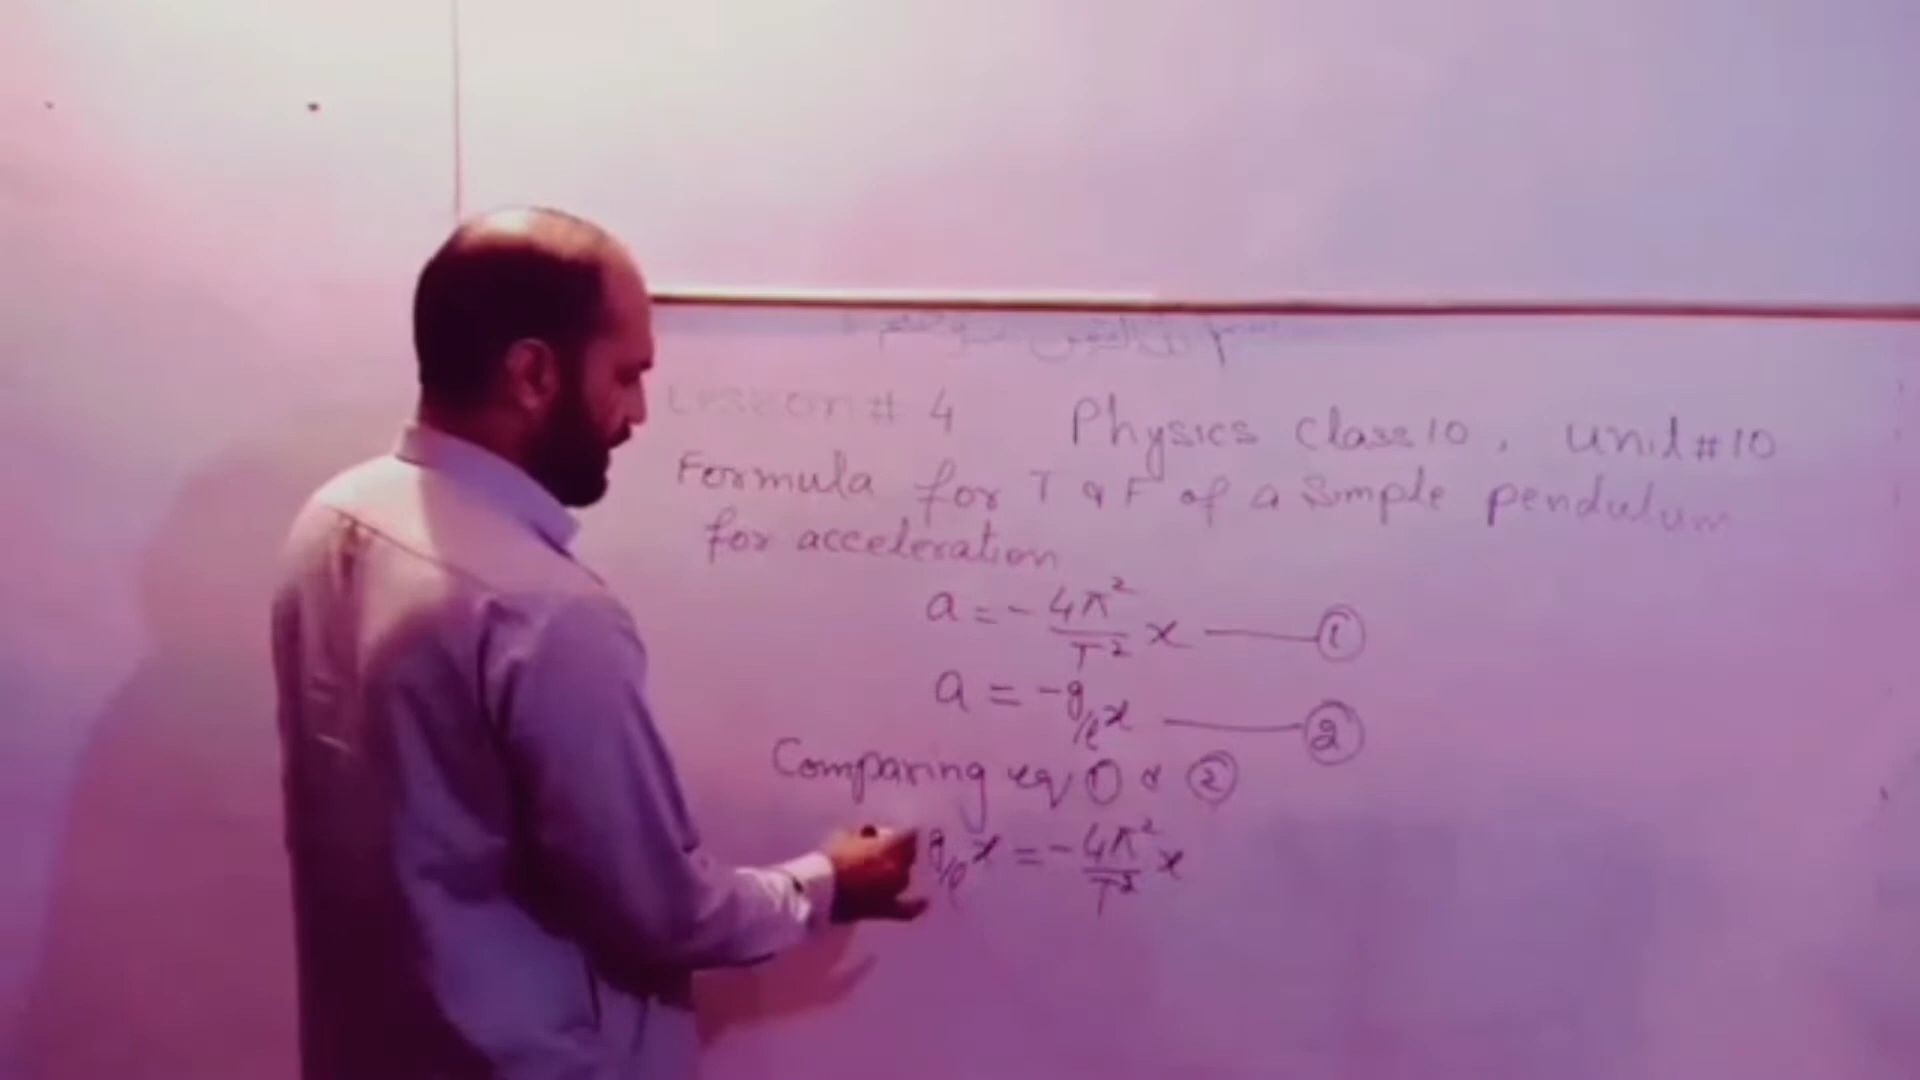 Lesson # 4 Physics Class 10, Unit # 10
Formula for T & F of a Simple pendulum
for acceleration
a = - 4π²/T² x —— ①
a = -g/ℓ x —— ②
Comparing eq ① & ②
g/ℓ x = - 4π²/T² x